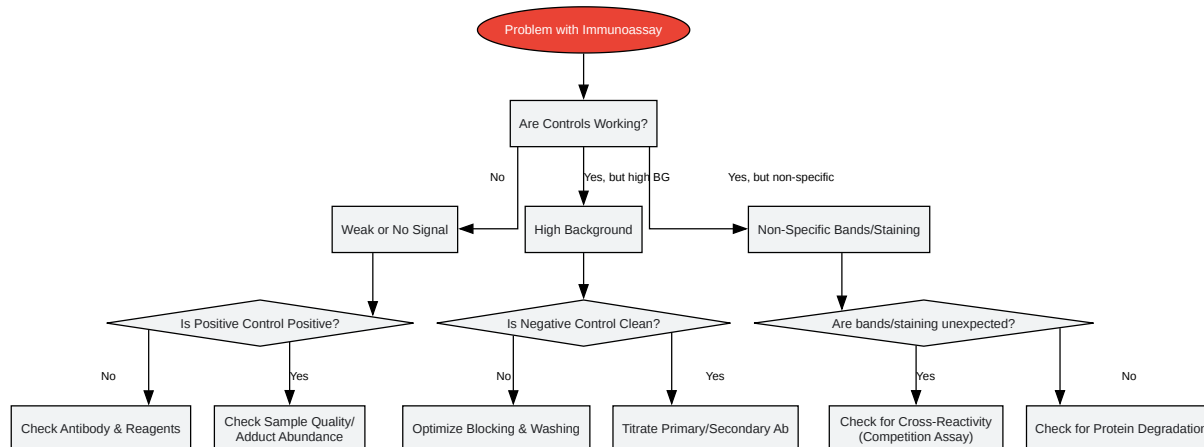 Problem with Immunoassay
Are Controls Working?
No
Yes, but high BG
Yes, but non-specific
Weak or No Signal
High Background
Non-Specific Bands/Staining
Is Positive Control Positive?
Is Negative Control Clean?
Are bands/staining unexpected?
No
Yes
No
Yes
Yes
No
Check Antibody & Reagents
Check Sample Quality/
Adduct Abundance
Optimize Blocking & Washing
Titrate Primary/Secondary Ab
Check for Cross-Reactivity
(Competition Assay)
Check for Protein Degradation